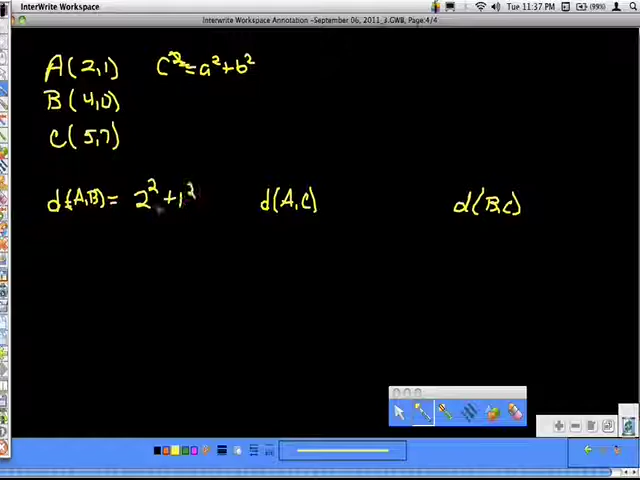 InterWrite Workspace
Tue 11:37 PM
(99%)
Interwrite Workspace Annotation -September 06, 2011_3.GWB, Page:4/4
A(2,1) C²=a²+b²
B(4,0)
C(5,7)
d(A,B)= 2²+1² d(A,C) d(B,C)